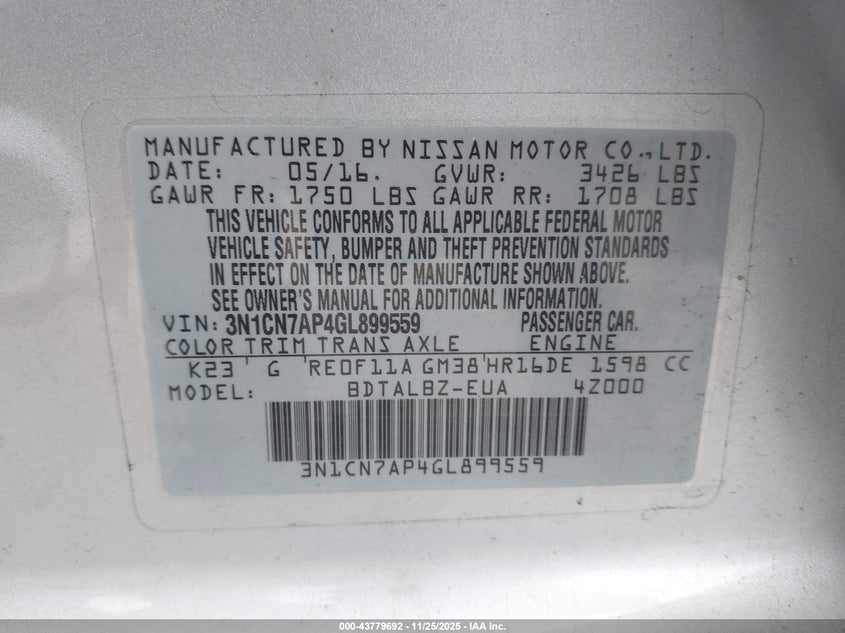 MANUFACTURED BY NISSAN MOTOR CO., LTD.
DATE: 05/16. GVWR: 3426 LBS
GAWR FR: 1750 LBS GAWR RR: 1708 LBS
THIS VEHICLE CONFORMS TO ALL APPLICABLE FEDERAL MOTOR
VEHICLE SAFETY, BUMPER AND THEFT PREVENTION STANDARDS
IN EFFECT ON THE DATE OF MANUFACTURE SHOWN ABOVE.
SEE OWNER'S MANUAL FOR ADDITIONAL INFORMATION.
VIN: 3N1CN7AP4GL899559 PASSENGER CAR.
COLOR TRIM TRANS AXLE ENGINE
K23 G RE0F11A GM38 HR16DE 1598 CC
MODEL: BDTALBZ-EUA 4Z000
3N1CN7AP4GL899559
000-43779692 - 11/25/2025 - IAA Inc.